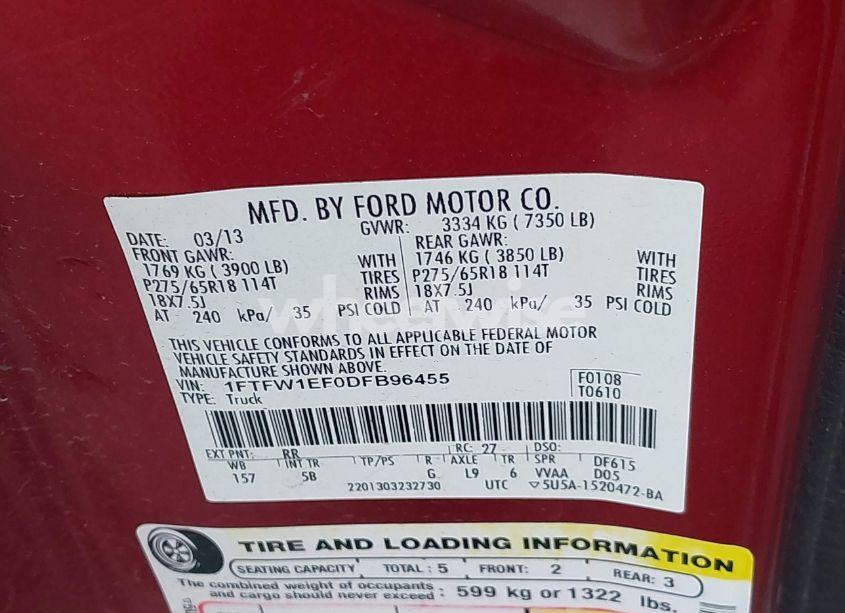 MFD. BY FORD MOTOR CO.
DATE: 03/13 GVWR: 3334 KG ( 7350 LB)
FRONT GAWR: REAR GAWR:
1769 KG ( 3900 LB) WITH 1746 KG ( 3850 LB) WITH
P275/65R18 114T TIRES P275/65R18 114T TIRES
18X7.5J RIMS 18X7.5J RIMS
AT 240 kPa/ 35 PSI COLD AT 240 kPa/ 35 PSI COLD
wheelwise
THIS VEHICLE CONFORMS TO ALL APPLICABLE FEDERAL MOTOR
VEHICLE SAFETY STANDARDS IN EFFECT ON THE DATE OF
MANUFACTURE SHOWN ABOVE.
VIN: 1FTFW1EF0DFB96455 F0108
TYPE: Truck T0610
EXT PNT: RR RC: 27 DSO:
WB INT TR TP/PS R AXLE TR SPR DF615
157 5B G L9 6 VVAA D05
2201303232730 UTC ▽5U5A-1520472-BA
TIRE AND LOADING INFORMATION
SEATING CAPACITY TOTAL : 5 FRONT: 2 REAR: 3
The combined weight of occupants
and cargo should never exceed : 599 kg or 1322 lbs.